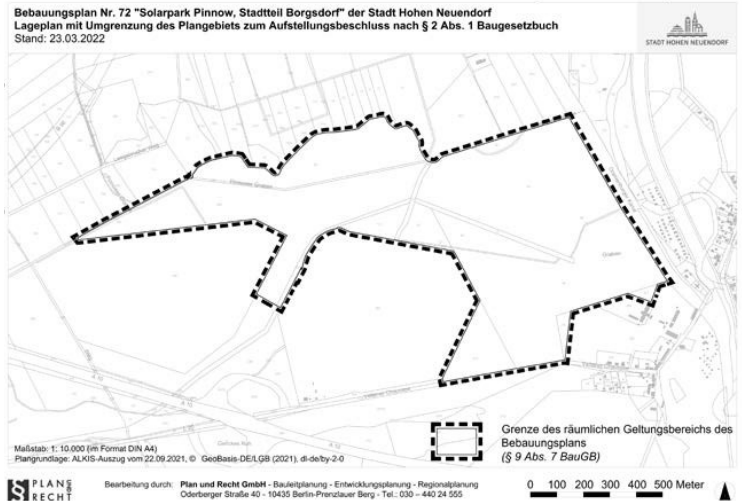 Bebauungsplan Nr. 72 "Solarpark Pinnow, Stadtteil Borgsdorf" der Stadt Hohen Neuendorf
Lageplan mit Umgrenzung des Plangebiets zum Aufstellungsbeschluss nach § 2 Abs. 1 Baugesetzbuch
Stand: 23.03.2022
STADT HOHEN NEUENDORF
Graben
Grenze des räumlichen Geltungsbereichs des
Bebauungsplans
(§ 9 Abs. 7 BauGB)
Maßstab: 1: 10.000 (im Format DIN A4)
Plangrundlage: ALKIS-Auszug vom 22.09.2021, © GeoBasis-DE/LGB (2021), dl-de/by-2-0
PLAN UND
RECHT
Bearbeitung durch: Plan und Recht GmbH - Bauleitplanung - Entwicklungsplanung - Regionalplanung
Oderberger Straße 40 - 10435 Berlin-Prenzlauer Berg - Tel.: 030 – 440 24 555
0 100 200 300 400 500 Meter